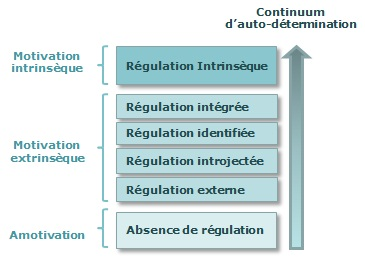 Continuum
d’auto-détermination
Motivation
intrinsèque
Régulation Intrinsèque
Motivation
extrinsèque
Régulation intégrée
Régulation identifiée
Régulation introjectée
Régulation externe
Amotivation
Absence de régulation